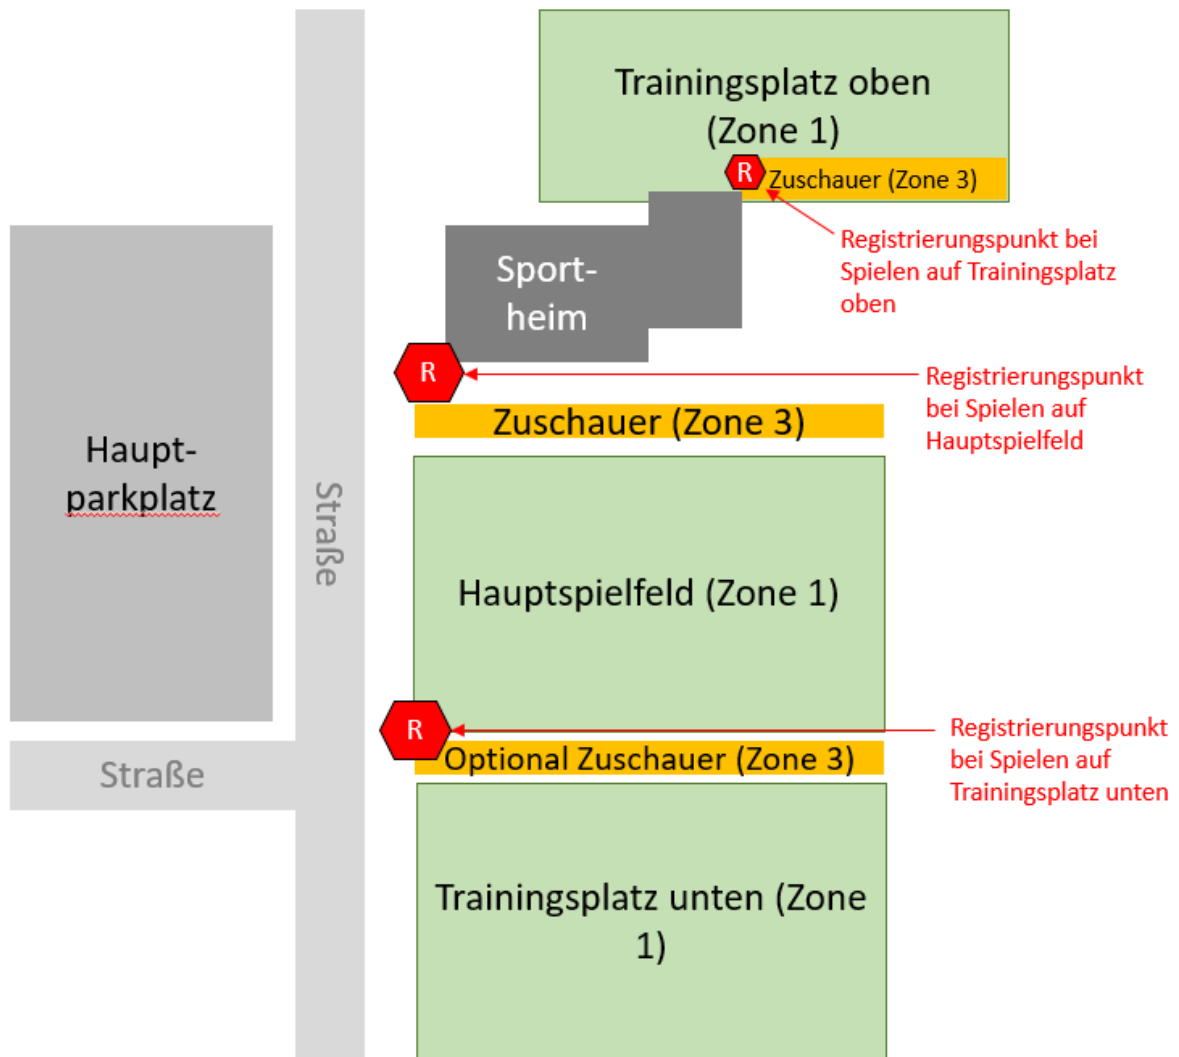 Trainingsplatz oben
(Zone 1)
R
Zuschauer (Zone 3)
Registrierungspunkt bei
Spielen auf Trainingsplatz
oben
Sport-
heim
R
Registrierungspunkt
bei Spielen auf
Hauptspielfeld
Zuschauer (Zone 3)
Haupt-
parkplatz
Straße
Hauptspielfeld (Zone 1)
R
Registrierungspunkt
bei Spielen auf
Trainingsplatz unten
Optional Zuschauer (Zone 3)
Straße
Trainingsplatz unten (Zone
1)